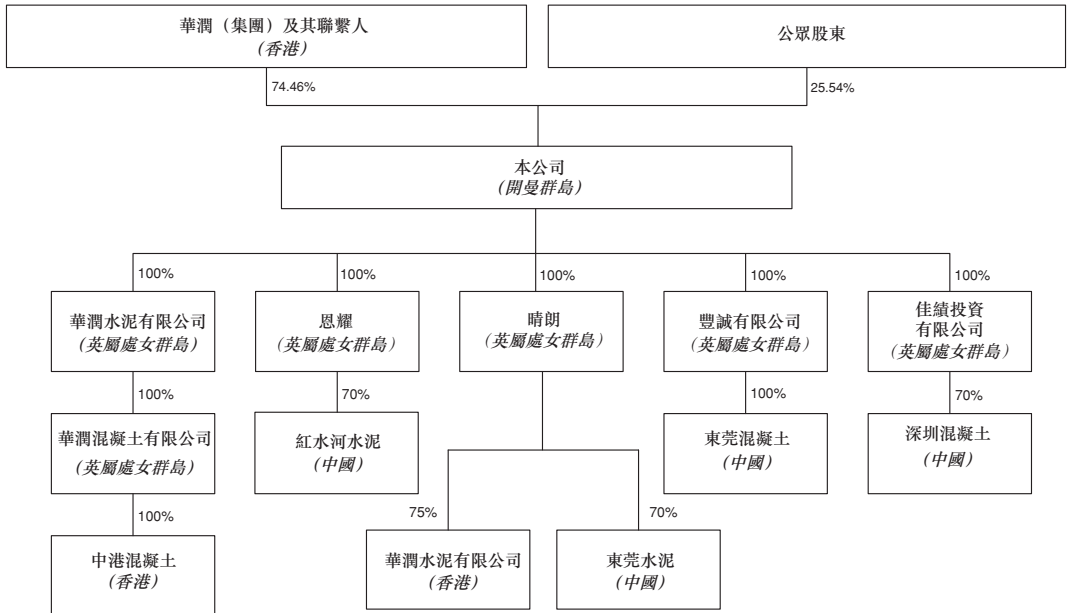 華潤（集團）及其聯繫人
（香港）
公眾股東
74.46%
25.54%
本公司
（開曼群島）
100%
100%
100%
100%
100%
華潤水泥有限公司
（英屬處女群島）
恩耀
（英屬處女群島）
晴朗
（英屬處女群島）
豐誠有限公司
（英屬處女群島）
佳績投資
有限公司
（英屬處女群島）
100%
70%
100%
70%
華潤混凝土有限公司
（英屬處女群島）
紅水河水泥
（中國）
東莞混凝土
（中國）
深圳混凝土
（中國）
100%
75%
70%
中港混凝土
（香港）
華潤水泥有限公司
（香港）
東莞水泥
（中國）